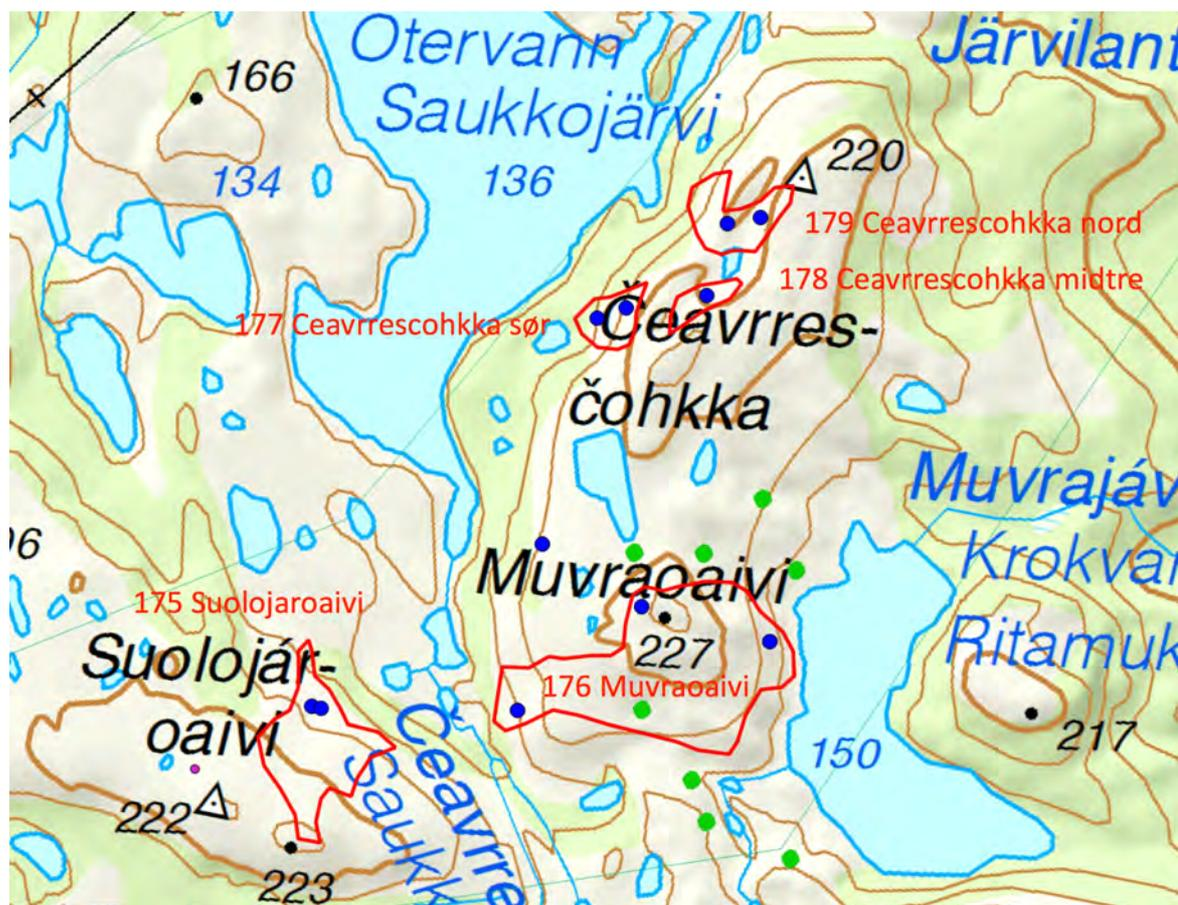 Otervann
Saukkojärvi
136
Järvilant
166
134
220
179 Ceavrrescohkka nord
178 Ceavrrescohkka midtre
177 Ceavrrescohkka sør
Čeavrres-
čohkka
Muvrajáv
Krokvar
Ritamuk
217
150
Muvraoaivi
227
176 Muvraoaivi
06
175 Suolojaroaivi
Suolojár-
oaivi
222
223
Čeavrre
Saukk